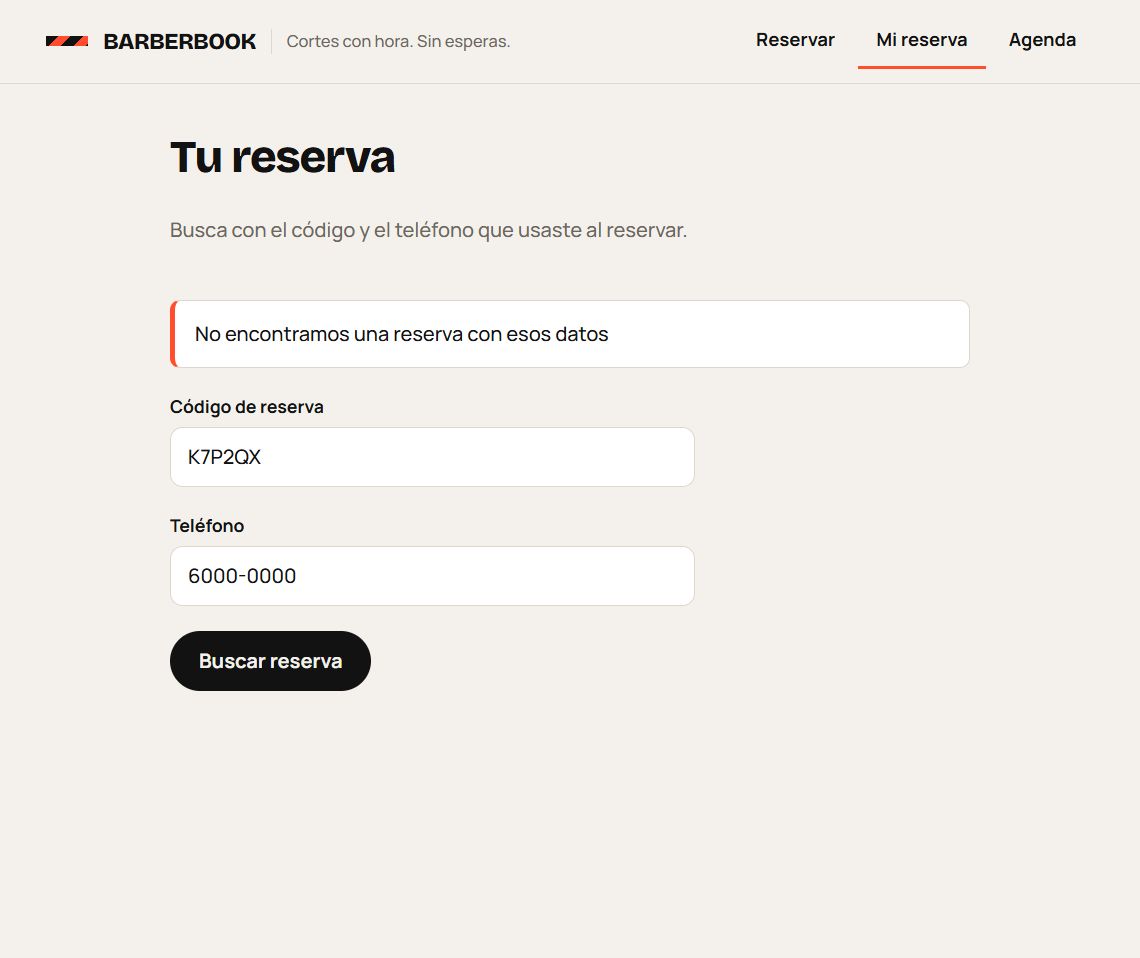 BARBERBOOK
Cortes con hora. Sin esperas.
Reservar
Mi reserva
Agenda
Tu reserva
Busca con el código y el teléfono que usaste al reservar.
No encontramos una reserva con esos datos
Código de reserva
K7P2QX
Teléfono
6000-0000
Buscar reserva